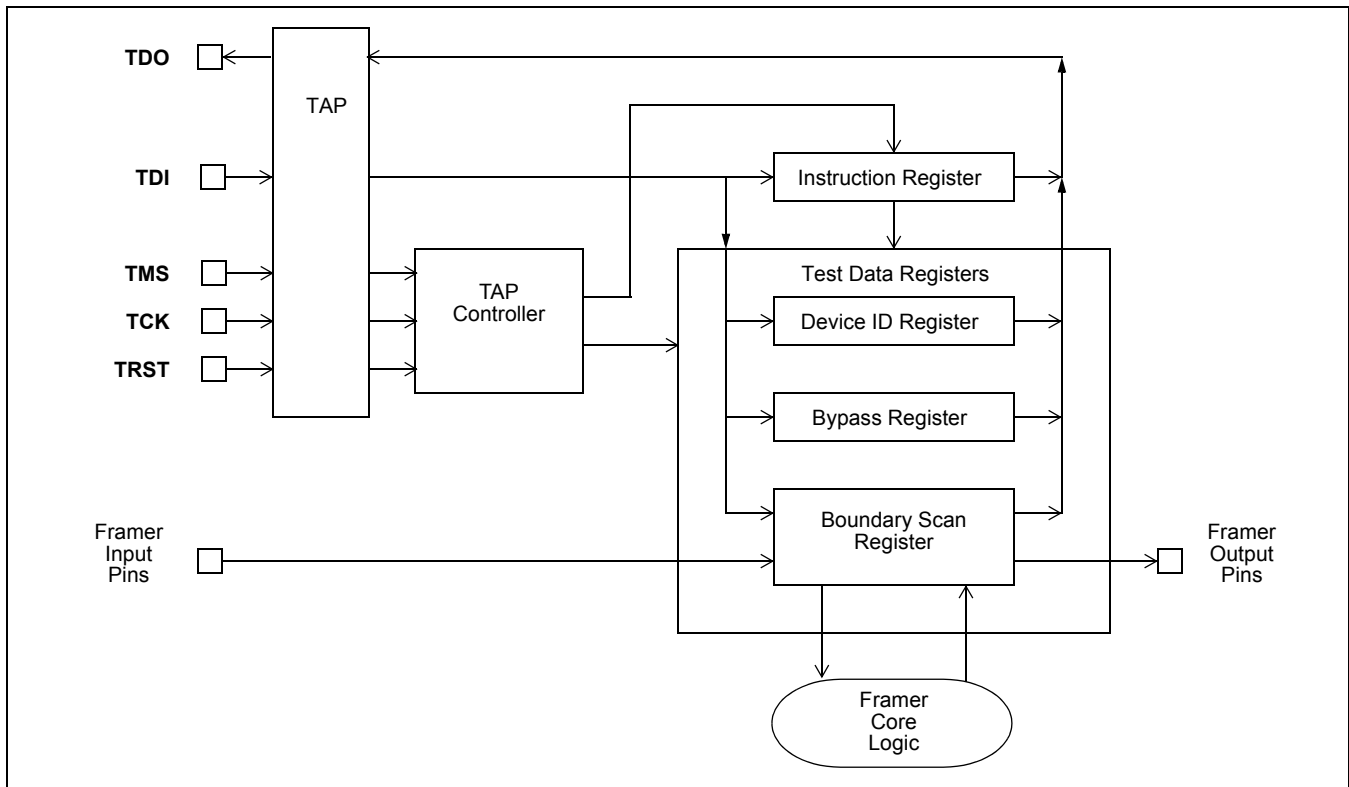 TDO
TAP
TDI
Instruction Register
TMS
TAP
Controller
TCK
TRST
Test Data Registers
Device ID Register
Bypass Register
Boundary Scan
Register
Framer
Input
Pins
Framer
Output
Pins
Framer
Core
Logic